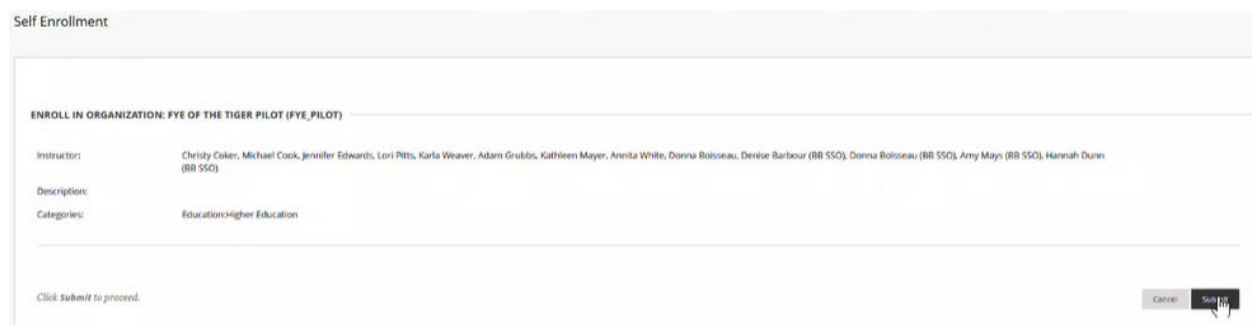 Self Enrollment
ENROLL IN ORGANIZATION: FYE OF THE TIGER PILOT (FYE_PILOT)
Instructor: Christy Coker, Michael Cook, Jennifer Edwards, Lori Pitts, Karla Weaver, Adam Grubbs, Kathleen Mayer, Annita White, Donna Boisseau, Denise Barbour (BB SSO), Donna Boisseau (BB SSO), Amy Mays (BB SSO), Hannah Dunn
(BB SSO)
Description:
Categories: Education:Higher Education
Click Submit to proceed.
Cancel Submit